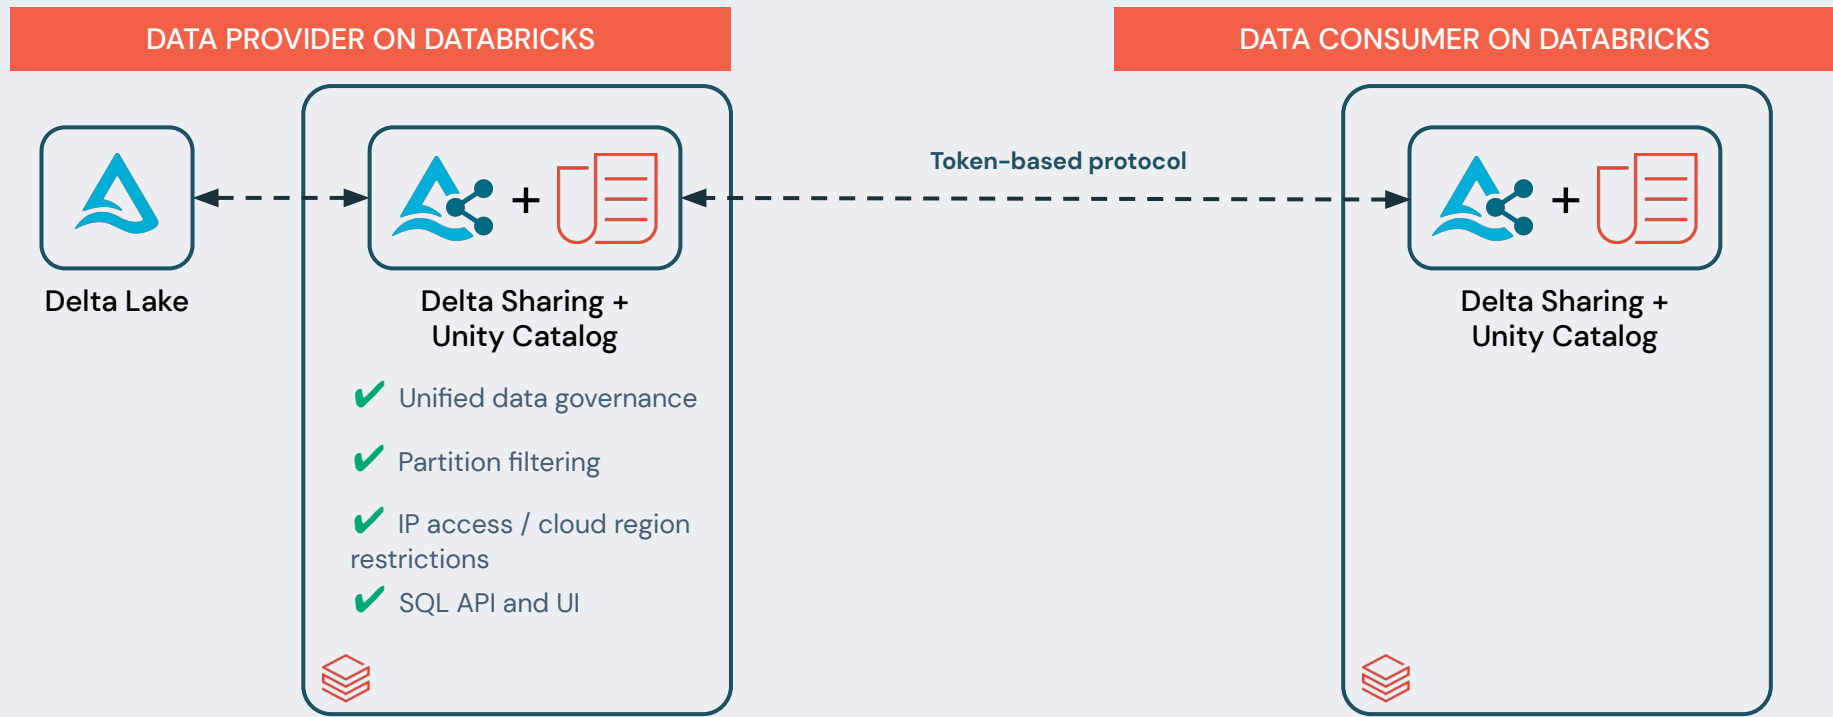 DATA PROVIDER ON DATABRICKS
DATA CONSUMER ON DATABRICKS
Token-based protocol
+
+
Delta Lake
Delta Sharing +
Unity Catalog
Delta Sharing +
Unity Catalog
✔ Unified data governance
✔ Partition filtering
✔ IP access / cloud region
restrictions
✔ SQL API and UI